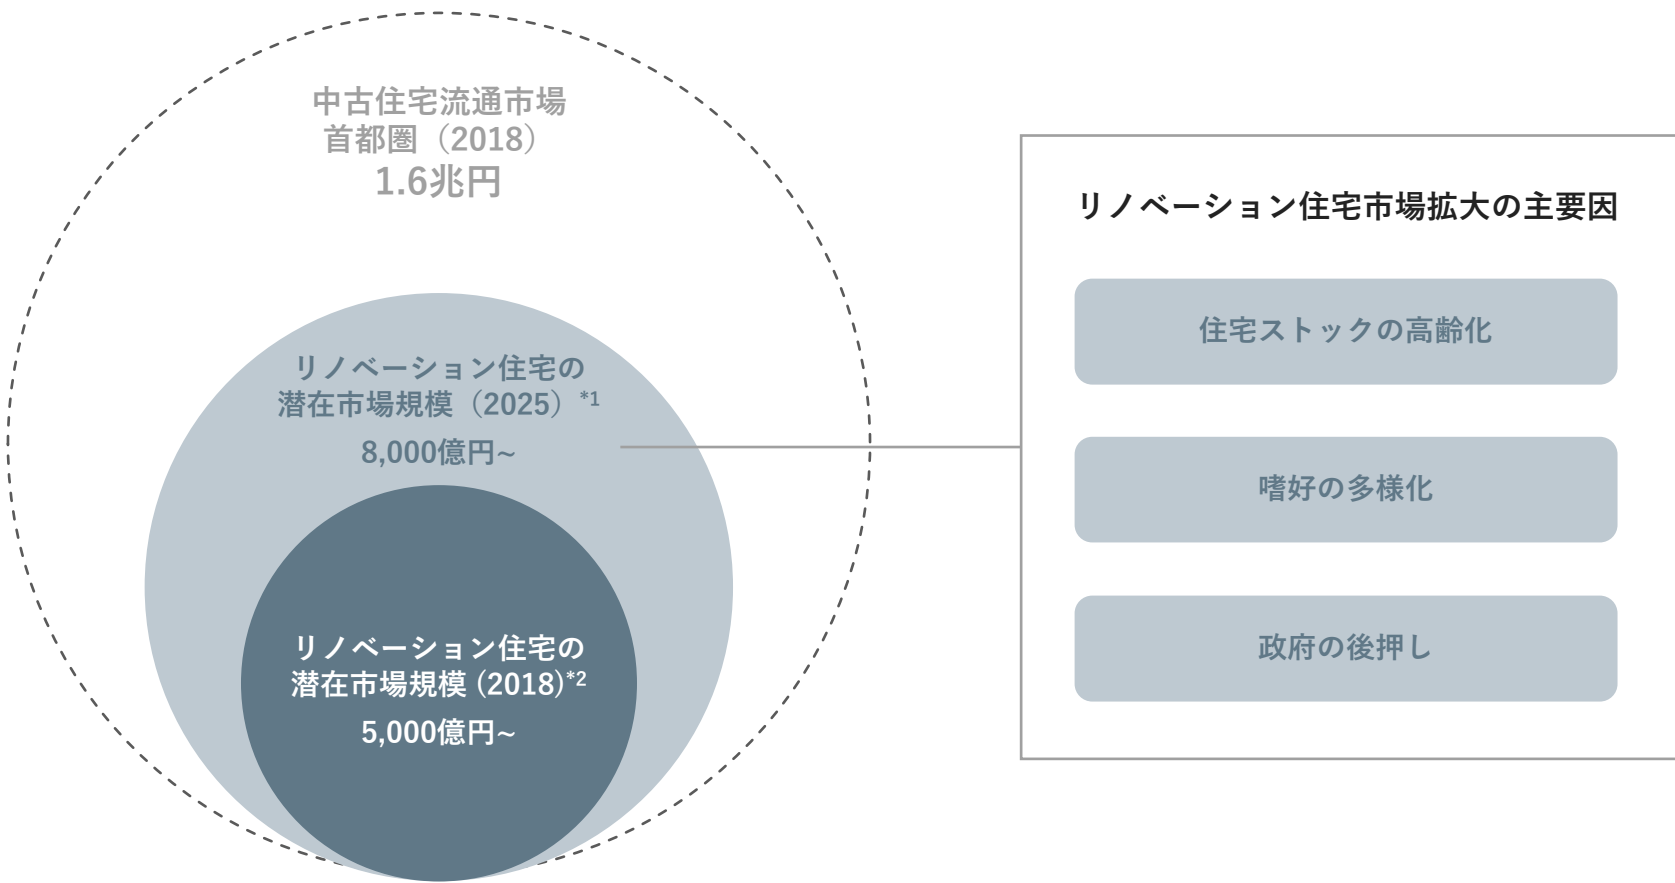 中古住宅流通市場
首都圏（2018）
1.6兆円
リノベーション住宅の
潜在市場規模（2025）*1
8,000億円~
リノベーション住宅の
潜在市場規模 (2018)*2
5,000億円~
リノベーション住宅市場拡大の主要因
住宅ストックの高齢化
嗜好の多様化
政府の後押し